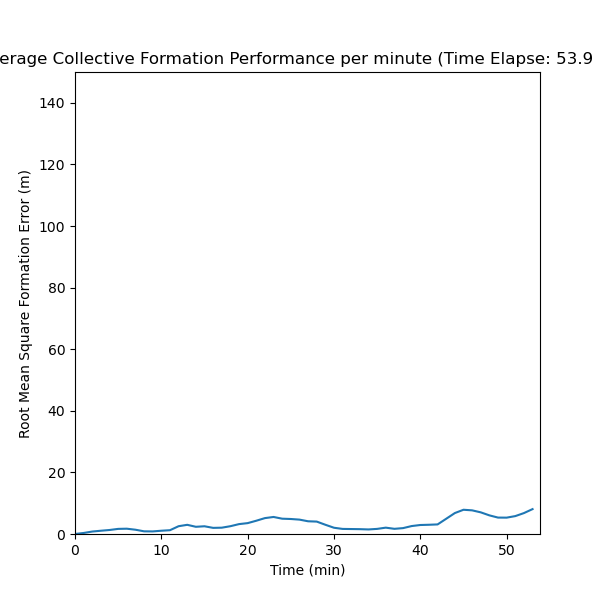 erage Collective Formation Performance per minute (Time Elapse: 53.9
Root Mean Square Formation Error (m)
140
120
100
80
60
40
20
0
0 10 20 30 40 50
Time (min)